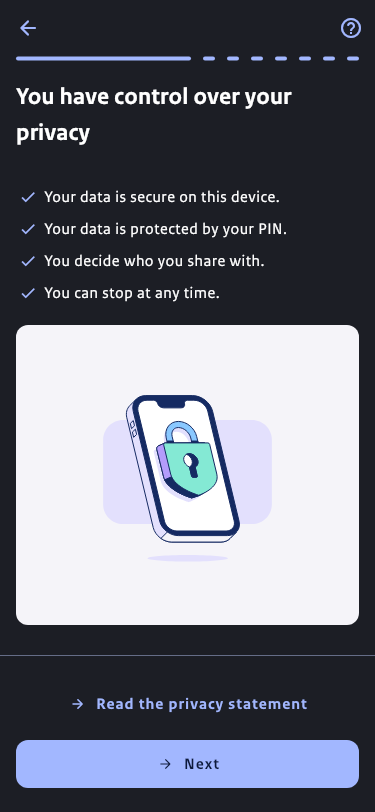 You have control over your
privacy
Your data is secure on this device.
Your data is protected by your PIN.
You decide who you share with.
You can stop at any time.
Read the privacy statement
Next